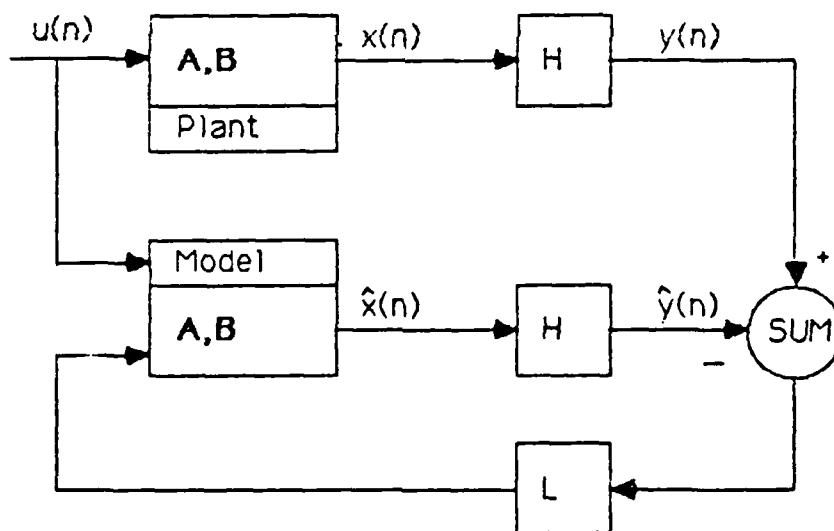 u(n)
A,B
x(n)
H
y(n)
Plant
+
Model
A,B
x̂(n)
H
ŷ(n)
SUM
−
L